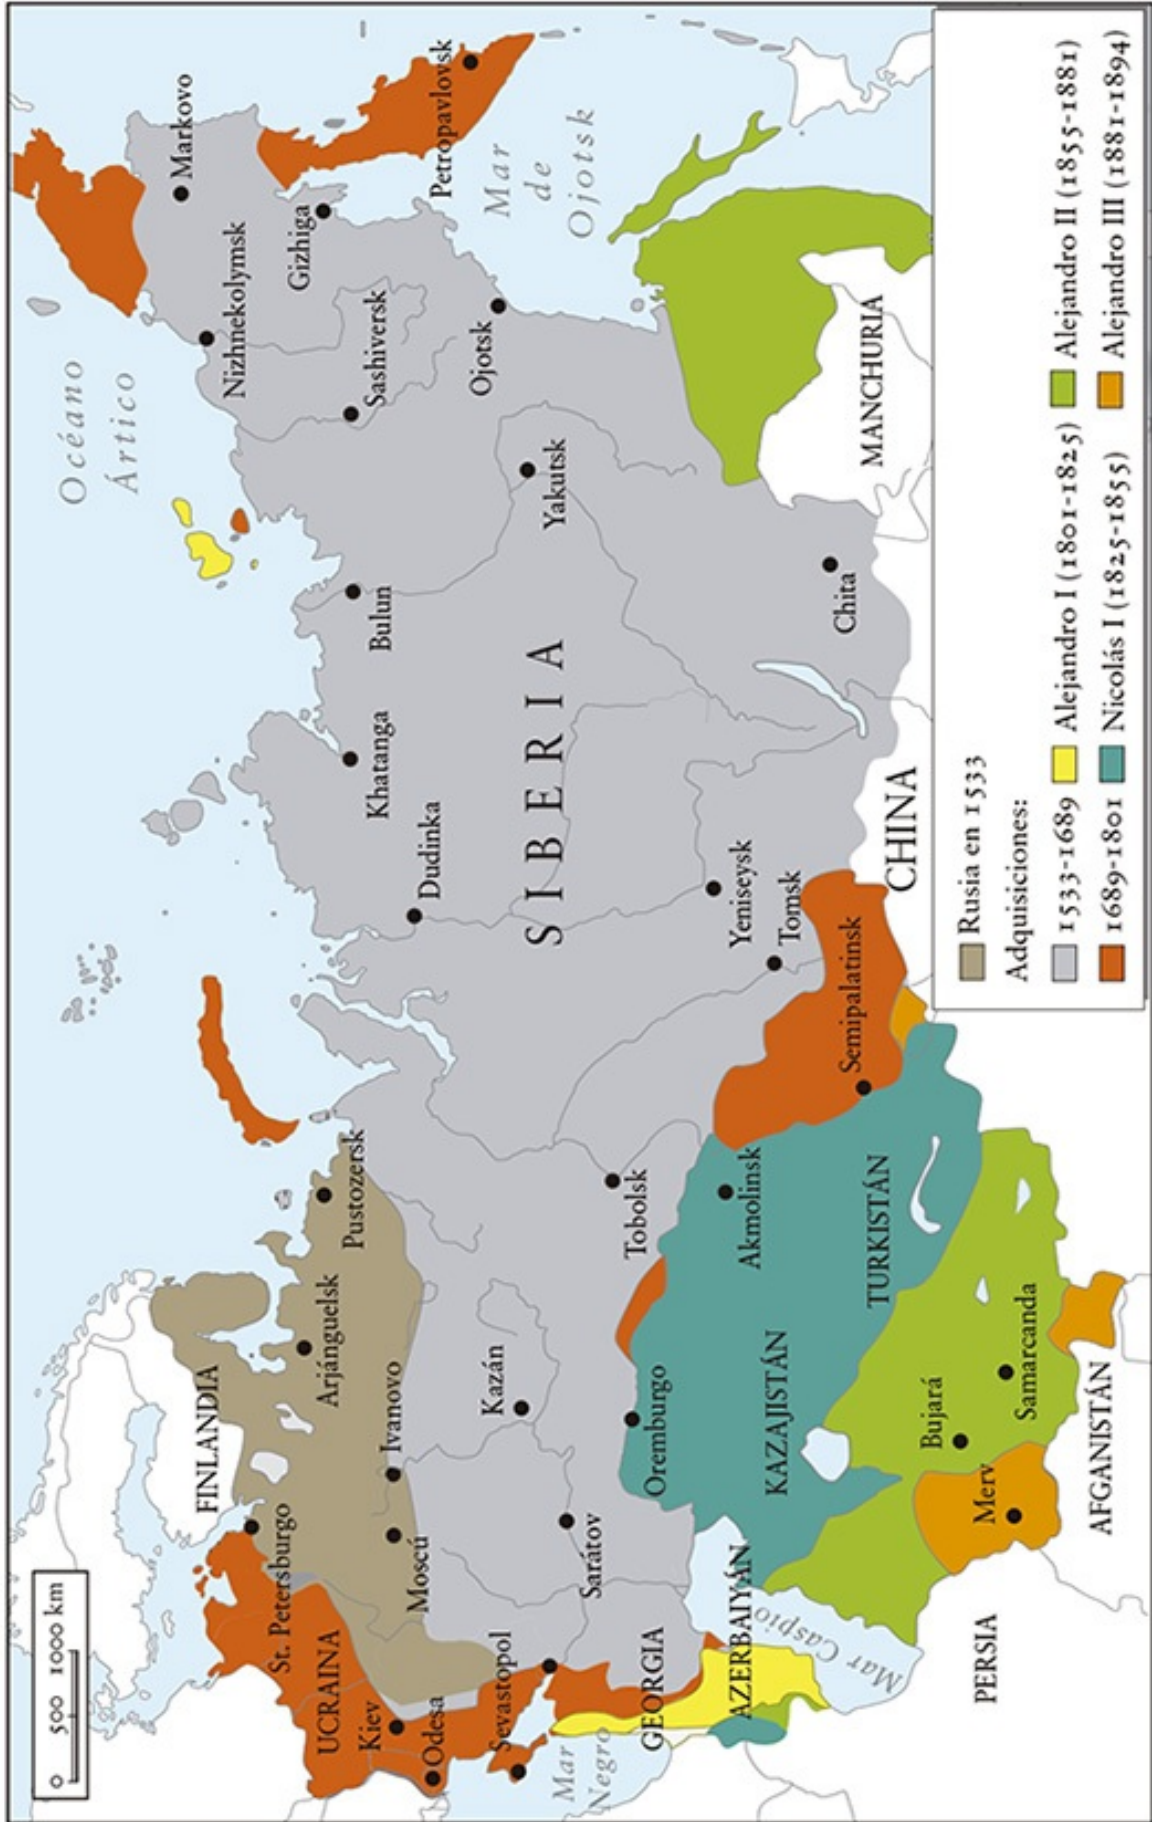 0 500 1000 km
Océano
Ártico
Markovo
Nizhnekolymsk
Gizhiga
Petropavlovsk
Mar
de
Ojotsk
Sashiversk
Ojotsk
Yakutsk
Bulun
Khatanga
Dudinka
SIBERIA
Yeniseysk
Tomsk
Chita
MANCHURIA
CHINA
Semipalatinsk
Pustozersk
Arjánguelsk
FINLANDIA
St. Petersburgo
Ivanovo
Moscú
Kazán
Sarátov
Tobolsk
Akmolinsk
Oremburgo
TURKISTÁN
KAZAJISTÁN
UCRAINA
Kiev
Odesa
Sevastopol
Mar
Negro
GEORGIA
AZERBAIYÁN
Mar Caspio
Bujará
Samarcanda
Merv
AFGANISTÁN
PERSIA
Rusia en 1533
Adquisiciones:
1533-1689
Alejandro I (1801-1825)
Alejandro II (1855-1881)
1689-1801
Nicolás I (1825-1855)
Alejandro III (1881-1894)